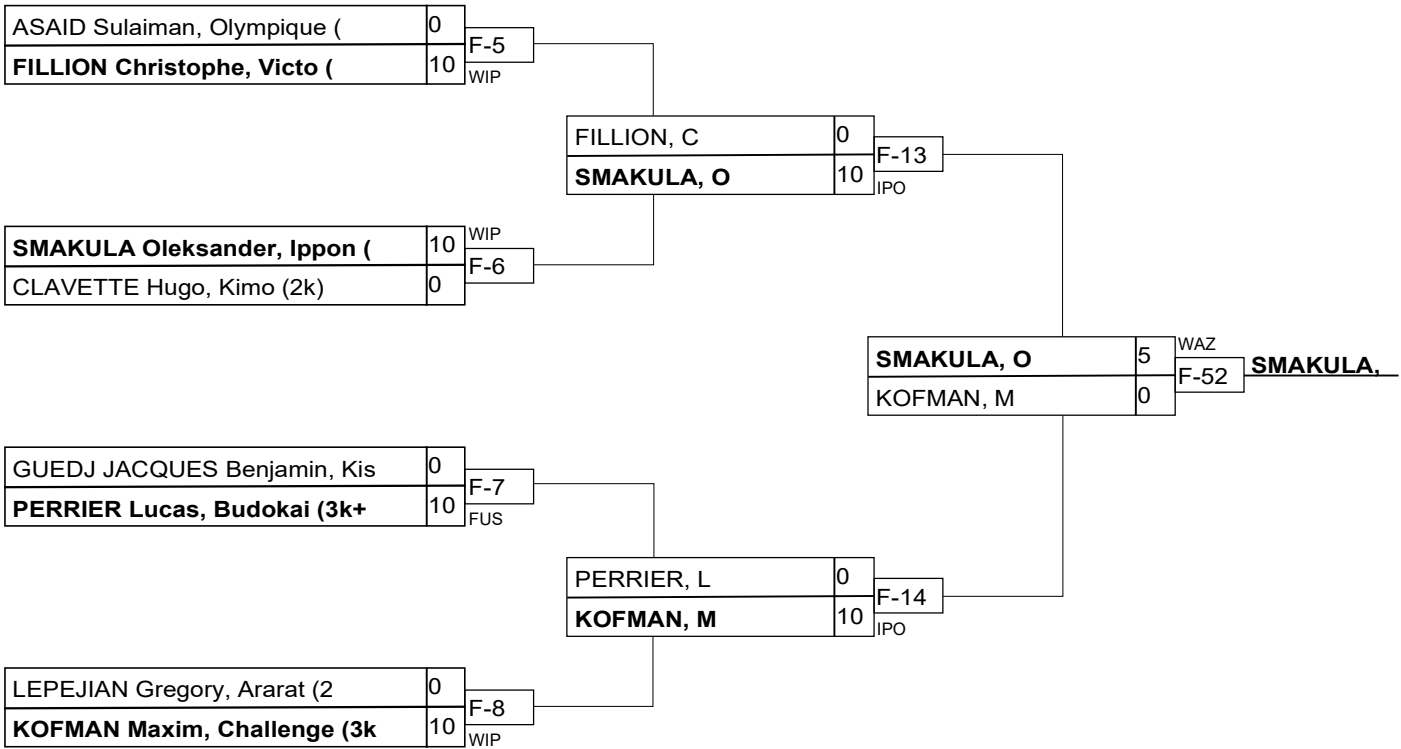 ASAID Sulaiman, Olympique ( 0
F-5
FILLION Christophe, Victo ( 10 WIP
FILLION, C 0
F-13
SMAKULA, O 10 IPO
SMAKULA Oleksander, Ippon ( 10 WIP
F-6
CLAVETTE Hugo, Kimo (2k) 0
SMAKULA, O 5 WAZ
F-52 SMAKULA,
KOFMAN, M 0
GUEDJ JACQUES Benjamin, Kis 0
F-7
PERRIER Lucas, Budokai (3k+ 10 FUS
PERRIER, L 0
F-14
KOFMAN, M 10 IPO
LEPEJIAN Gregory, Ararat (2 0
F-8
KOFMAN Maxim, Challenge (3k 10 WIP